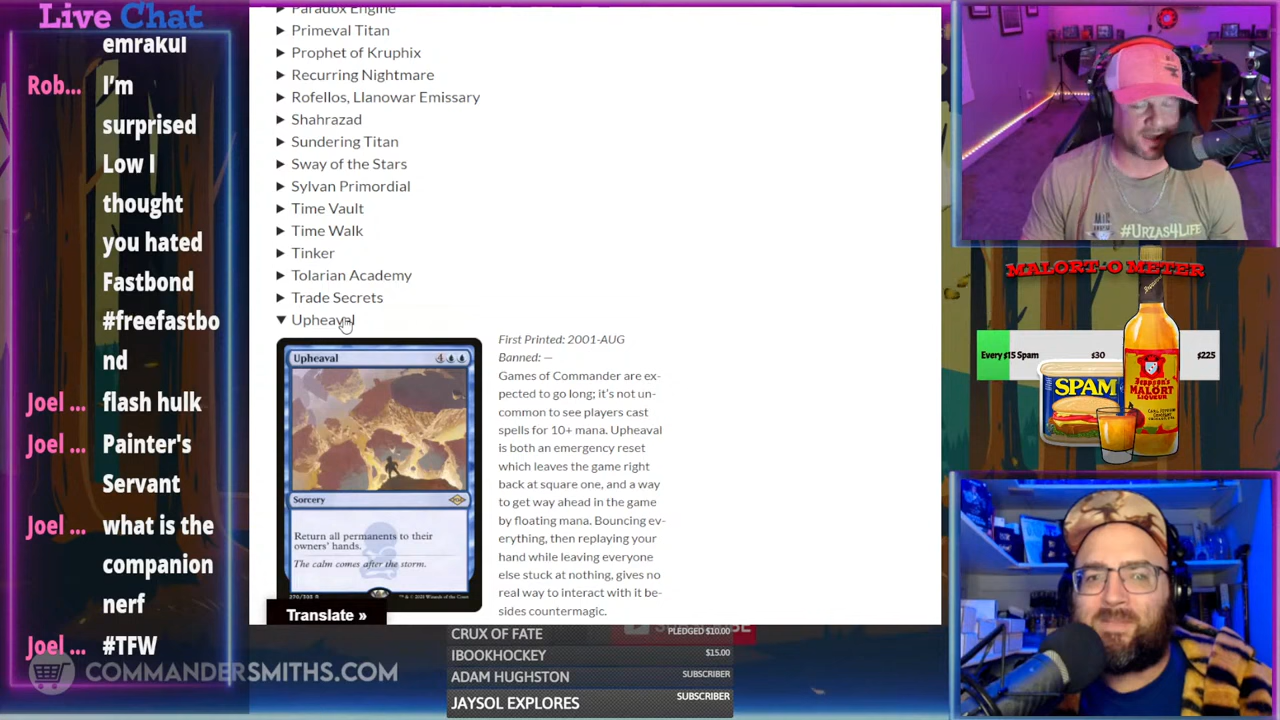 Live Chat
emrakul
Rob... I'm
surprised
Low I
thought
you hated
Fastbond
#freefastbo
nd
Joel ... flash hulk
Joel ... Painter's
Servant
Joel ... what is the
companion
nerf
Joel ... #TFW
COMMANDERSMITHS.COM
Paradox Engine
Primeval Titan
Prophet of Kruphix
Recurring Nightmare
Rofellos, Llanowar Emissary
Shahrazad
Sundering Titan
Sway of the Stars
Sylvan Primordial
Time Vault
Time Walk
Tinker
Tolarian Academy
Trade Secrets
Upheaval
Upheaval 4
Sorcery
Return all permanents to their
owners' hands.
The calm comes after the storm.
First Printed: 2001-AUG
Banned: —
Games of Commander are ex-
pected to go long; it's not un-
common to see players cast
spells for 10+ mana. Upheaval
is both an emergency reset
which leaves the game right
back at square one, and a way
to get way ahead in the game
by floating mana. Bouncing ev-
erything, then replaying your
hand while leaving everyone
else stuck at nothing, gives no
real way to interact with it be-
sides countermagic.
Translate »
CRUX OF FATE PLEDGED $10.00
IBOOKHOCKEY $15.00
ADAM HUGHSTON SUBSCRIBER
JAYSOL EXPLORES SUBSCRIBER
#URZAS4LIFE
MALORT-O METER
Every $15 Spam $30 $225
SPAM
MALORT